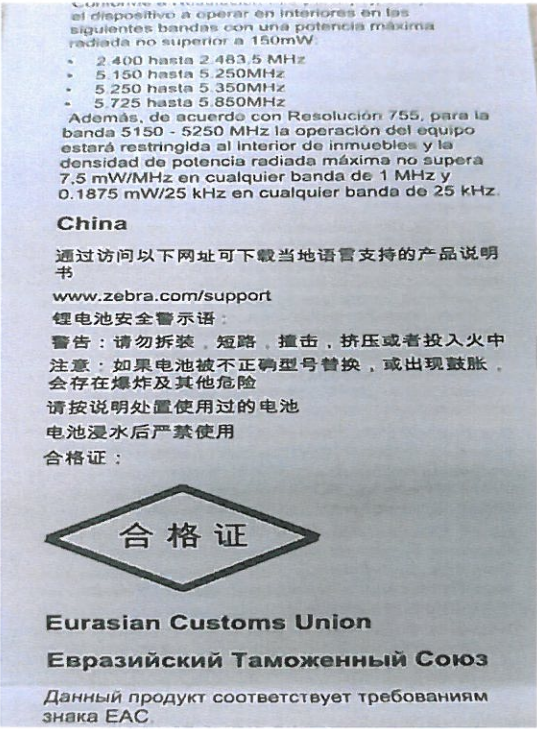 el dispositivo a operar en interiores en las
siguientes bandas con una potencia máxima
radiada no superior a 150mW:
• 2.400 hasta 2.483,5 MHz
• 5.150 hasta 5.250MHz
• 5.250 hasta 5.350MHz
• 5.725 hasta 5.850MHz
Además, de acuerdo con Resolución 755, para la
banda 5150 - 5250 MHz la operación del equipo
estará restringida al interior de inmuebles y la
densidad de potencia radiada máxima no supera
7,5 mW/MHz en cualquier banda de 1 MHz y
0.1875 mW/25 kHz en cualquier banda de 25 kHz.
China
通过访问以下网址可下载当地语言支持的产品说明
书
www.zebra.com/support
锂电池安全警示语：
警告：请勿拆装，短路，撞击，挤压或者投入火中
注意：如果电池被不正确型号替换，或出现鼓胀，
会存在爆炸及其他危险
请按说明处置使用过的电池
电池浸水后严禁使用
合格证：
合格证
Eurasian Customs Union
Евразийский Таможенный Союз
Данный продукт соответствует требованиям
знака EAC.